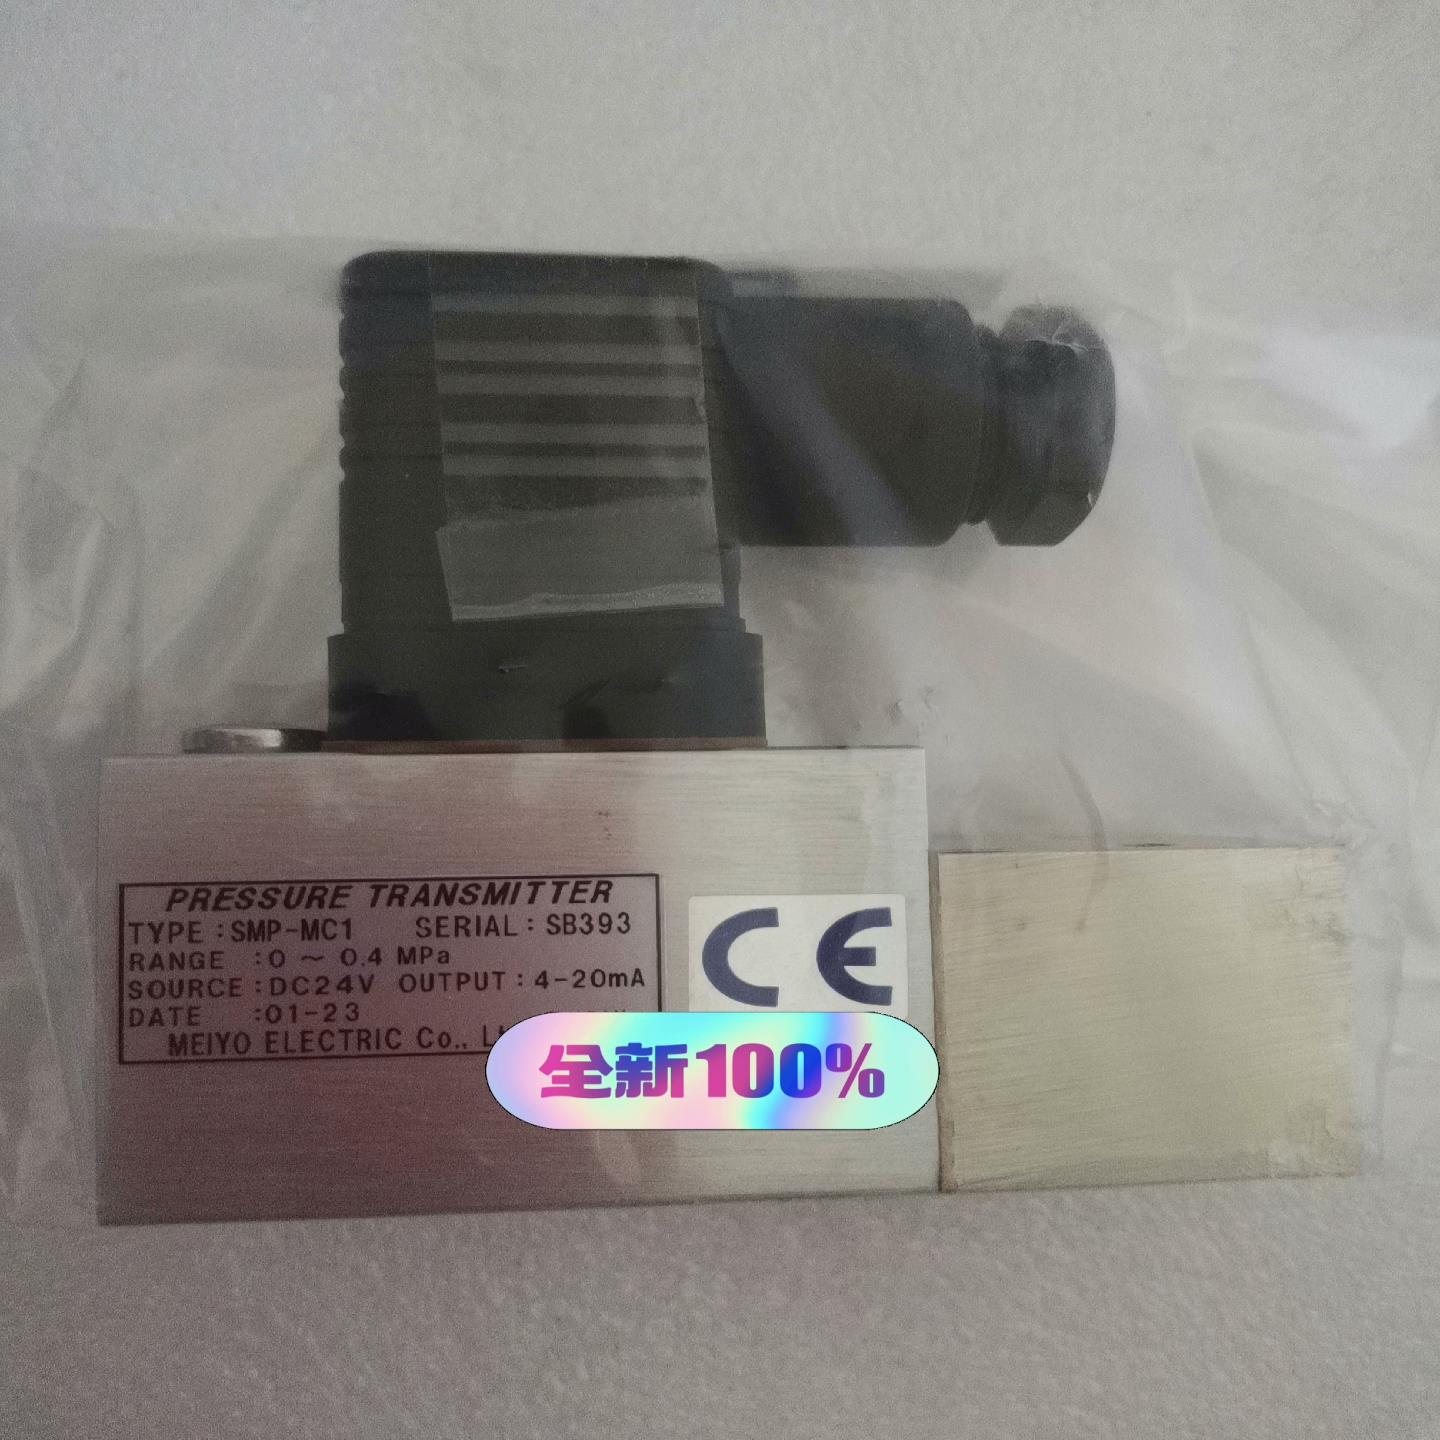 PRESSURE TRANSMITTER
TYPE : SMP-MC1 SERIAL : SB393
RANGE : 0 ~ 0.4 MPa
SOURCE : DC24V OUTPUT : 4-20mA
DATE : 01-23
MEIYO ELECTRIC Co.,
CE
全新100%